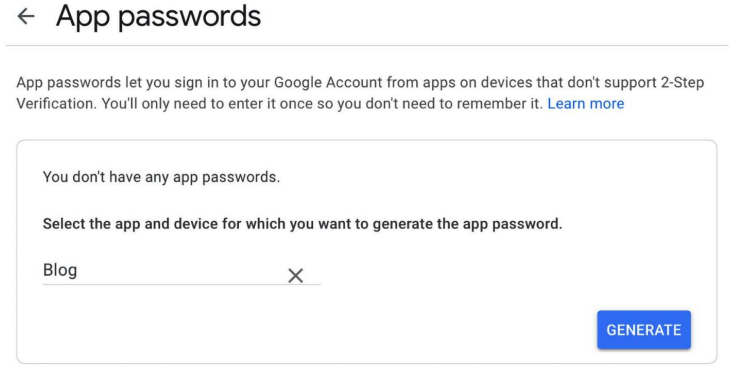 App passwords
App passwords let you sign in to your Google Account from apps on devices that don't support 2-Step
Verification. You'll only need to enter it once so you don't need to remember it. Learn more
You don't have any app passwords.
Select the app and device for which you want to generate the app password.
Blog
GENERATE